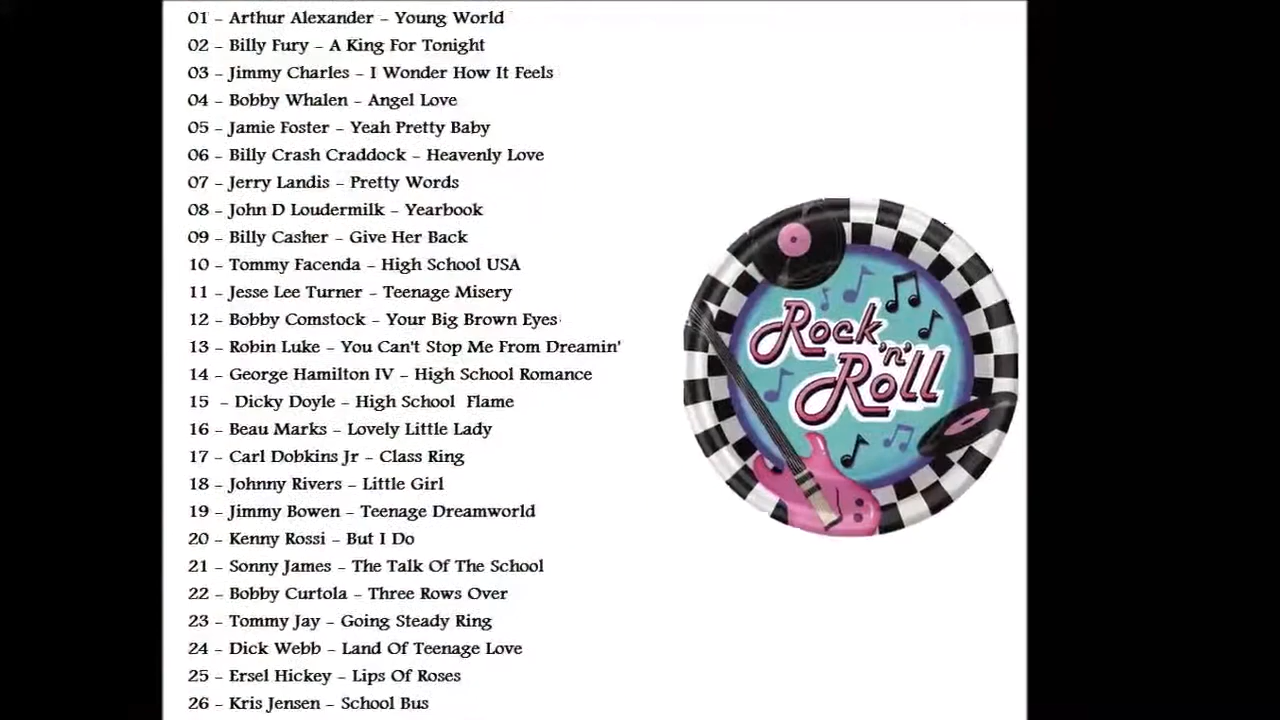 01 - Arthur Alexander - Young World
02 - Billy Fury - A King For Tonight
03 - Jimmy Charles - I Wonder How It Feels
04 - Bobby Whalen - Angel Love
05 - Jamie Foster - Yeah Pretty Baby
06 - Billy Crash Craddock - Heavenly Love
07 - Jerry Landis - Pretty Words
08 - John D Loudermilk - Yearbook
09 - Billy Casher - Give Her Back
10 - Tommy Facenda - High School USA
11 - Jesse Lee Turner - Teenage Misery
12 - Bobby Comstock - Your Big Brown Eyes
13 - Robin Luke - You Can't Stop Me From Dreamin'
14 - George Hamilton IV - High School Romance
15 - Dicky Doyle - High School Flame
16 - Beau Marks - Lovely Little Lady
17 - Carl Dobkins Jr - Class Ring
18 - Johnny Rivers - Little Girl
19 - Jimmy Bowen - Teenage Dreamworld
20 - Kenny Rossi - But I Do
21 - Sonny James - The Talk Of The School
22 - Bobby Curtola - Three Rows Over
23 - Tommy Jay - Going Steady Ring
24 - Dick Webb - Land Of Teenage Love
25 - Ersel Hickey - Lips Of Roses
26 - Kris Jensen - School Bus
Rock
'n'
Roll